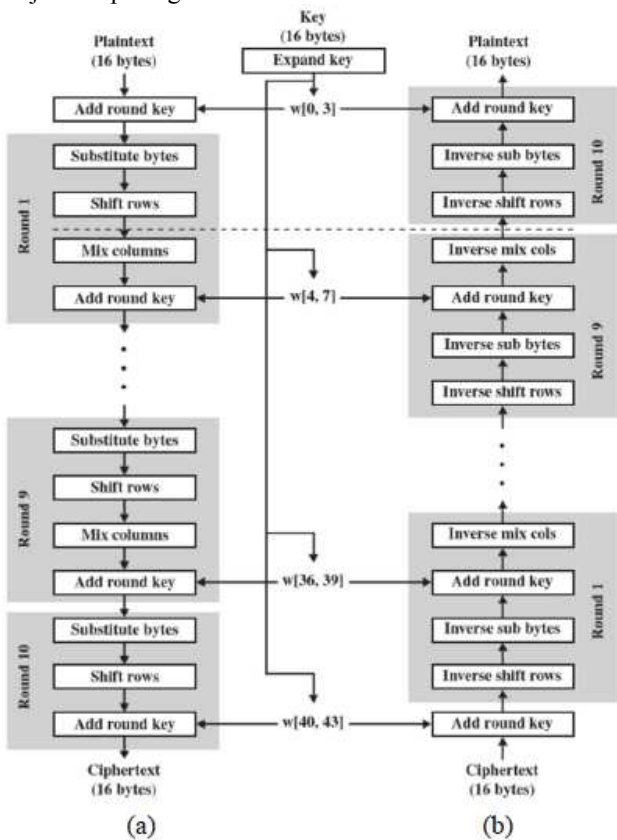 Key
(16 bytes)
Expand key
Plaintext
(16 bytes)
Add round key
Substitute bytes
Shift rows
Mix columns
Add round key
Round 1
Substitute bytes
Shift rows
Mix columns
Add round key
Round 9
Substitute bytes
Shift rows
Add round key
Round 10
Ciphertext
(16 bytes)
(a)
w[0, 3]
w[4, 7]
w[36, 39]
w[40, 43]
Plaintext
(16 bytes)
Add round key
Inverse sub bytes
Inverse shift rows
Round 10
Inverse mix cols
Add round key
Inverse sub bytes
Inverse shift rows
Round 9
Inverse mix cols
Add round key
Inverse sub bytes
Inverse shift rows
Round 1
Add round key
Ciphertext
(16 bytes)
(b)